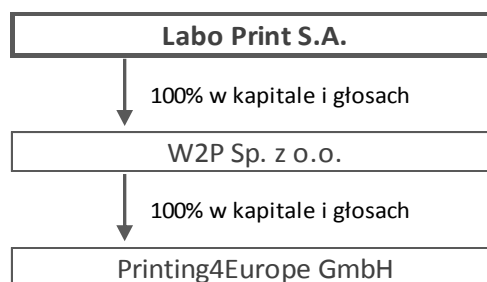 Labo Print S.A.
100% w kapitale i głosach
W2P Sp. z o.o.
100% w kapitale i głosach
Printing4Europe GmbH